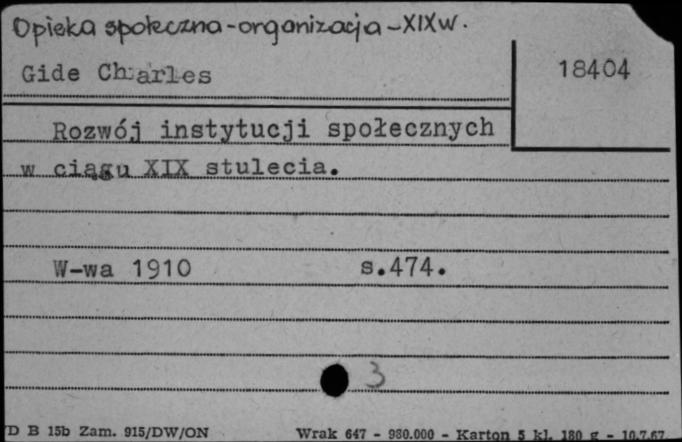 Opieka społeczna-organizacja-XIXw.
Gide Charles
18404
Rozwój instytucji społecznych
w ciągu XIX stulecia.
W-wa 1910 s.474.
3
D B 15b Zam. 915/DW/ON Wrak 647 - 980.000 - Karton 5 kl. 180 g - 10.7.67